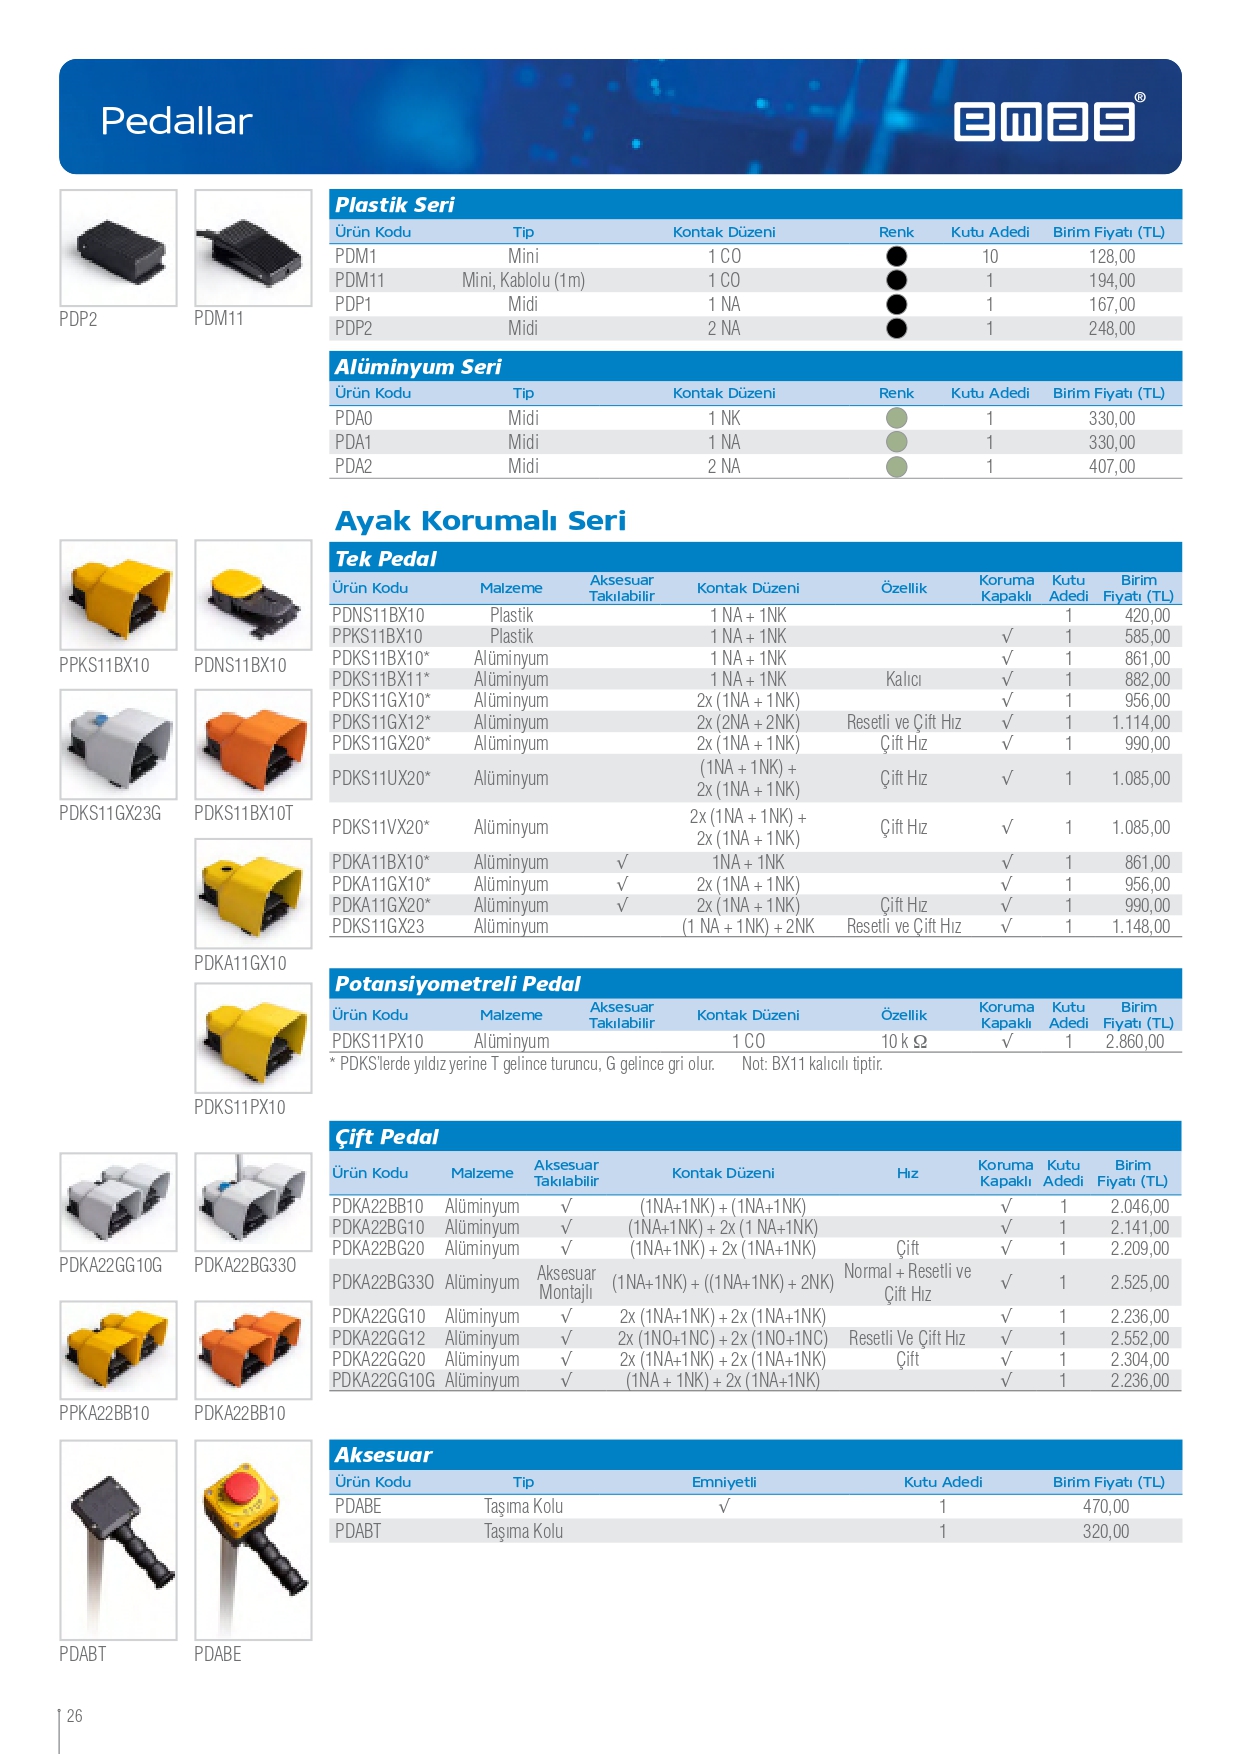 Pedallar
emas®
PDP2
PDM11
Plastik Seri
Ürün Kodu Tip Kontak Düzeni Renk Kutu Adedi Birim Fiyatı (TL)
PDM1 Mini 1 CO 10 128,00
PDM11 Mini, Kablolu (1m) 1 CO 1 194,00
PDP1 Midi 1 NA 1 167,00
PDP2 Midi 2 NA 1 248,00
Alüminyum Seri
Ürün Kodu Tip Kontak Düzeni Renk Kutu Adedi Birim Fiyatı (TL)
PDA0 Midi 1 NK 1 330,00
PDA1 Midi 1 NA 1 330,00
PDA2 Midi 2 NA 1 407,00
Ayak Korumalı Seri
PPKS11BX10
PDNS11BX10
PDKS11GX23G
PDKS11BX10T
PDKA11GX10
PDKS11PX10
Tek Pedal
Ürün Kodu Malzeme Aksesuar Takılabilir Kontak Düzeni Özellik Koruma Kapaklı Kutu Adedi Birim Fiyatı (TL)
PDNS11BX10 Plastik 1 NA + 1NK 1 420,00
PPKS11BX10 Plastik 1 NA + 1NK √ 1 585,00
PDKS11BX10* Alüminyum 1 NA + 1NK √ 1 861,00
PDKS11BX11* Alüminyum 1 NA + 1NK Kalıcı √ 1 882,00
PDKS11GX10* Alüminyum 2x (1NA + 1NK) √ 1 956,00
PDKS11GX12* Alüminyum 2x (2NA + 2NK) Resetli ve Çift Hız √ 1 1.114,00
PDKS11GX20* Alüminyum 2x (1NA + 1NK) Çift Hız √ 1 990,00
PDKS11UX20* Alüminyum (1NA + 1NK) + 2x (1NA + 1NK) Çift Hız √ 1 1.085,00
PDKS11VX20* Alüminyum 2x (1NA + 1NK) + 2x (1NA + 1NK) Çift Hız √ 1 1.085,00
PDKA11BX10* Alüminyum √ 1NA + 1NK √ 1 861,00
PDKA11GX10* Alüminyum √ 2x (1NA + 1NK) √ 1 956,00
PDKA11GX20* Alüminyum √ 2x (1NA + 1NK) Çift Hız √ 1 990,00
PDKS11GX23 Alüminyum (1 NA + 1NK) + 2NK Resetli ve Çift Hız √ 1 1.148,00
Potansiyometreli Pedal
Ürün Kodu Malzeme Aksesuar Takılabilir Kontak Düzeni Özellik Koruma Kapaklı Kutu Adedi Birim Fiyatı (TL)
PDKS11PX10 Alüminyum 1 CO 10 k Ω √ 1 2.860,00
* PDKS'lerde yıldız yerine T gelince turuncu, G gelince gri olur. Not: BX11 kalıcılı tiptir.
PDKA22GG10G
PDKA22BG33O
PPKA22BB10
PDKA22BB10
Çift Pedal
Ürün Kodu Malzeme Aksesuar Takılabilir Kontak Düzeni Hız Koruma Kapaklı Kutu Adedi Birim Fiyatı (TL)
PDKA22BB10 Alüminyum √ (1NA+1NK) + (1NA+1NK) √ 1 2.046,00
PDKA22BG10 Alüminyum √ (1NA+1NK) + 2x (1 NA+1NK) √ 1 2.141,00
PDKA22BG20 Alüminyum √ (1NA+1NK) + 2x (1NA+1NK) Çift √ 1 2.209,00
PDKA22BG33O Alüminyum Aksesuar Montajlı (1NA+1NK) + ((1NA+1NK) + 2NK) Normal + Resetli ve Çift Hız √ 1 2.525,00
PDKA22GG10 Alüminyum √ 2x (1NA+1NK) + 2x (1NA+1NK) √ 1 2.236,00
PDKA22GG12 Alüminyum √ 2x (1NO+1NC) + 2x (1NO+1NC) Resetli Ve Çift Hız √ 1 2.552,00
PDKA22GG20 Alüminyum √ 2x (1NA+1NK) + 2x (1NA+1NK) Çift √ 1 2.304,00
PDKA22GG10G Alüminyum √ (1NA + 1NK) + 2x (1NA+1NK) √ 1 2.236,00
PDABT
PDABE
Aksesuar
Ürün Kodu Tip Emniyetli Kutu Adedi Birim Fiyatı (TL)
PDABE Taşıma Kolu √ 1 470,00
PDABT Taşıma Kolu 1 320,00
26